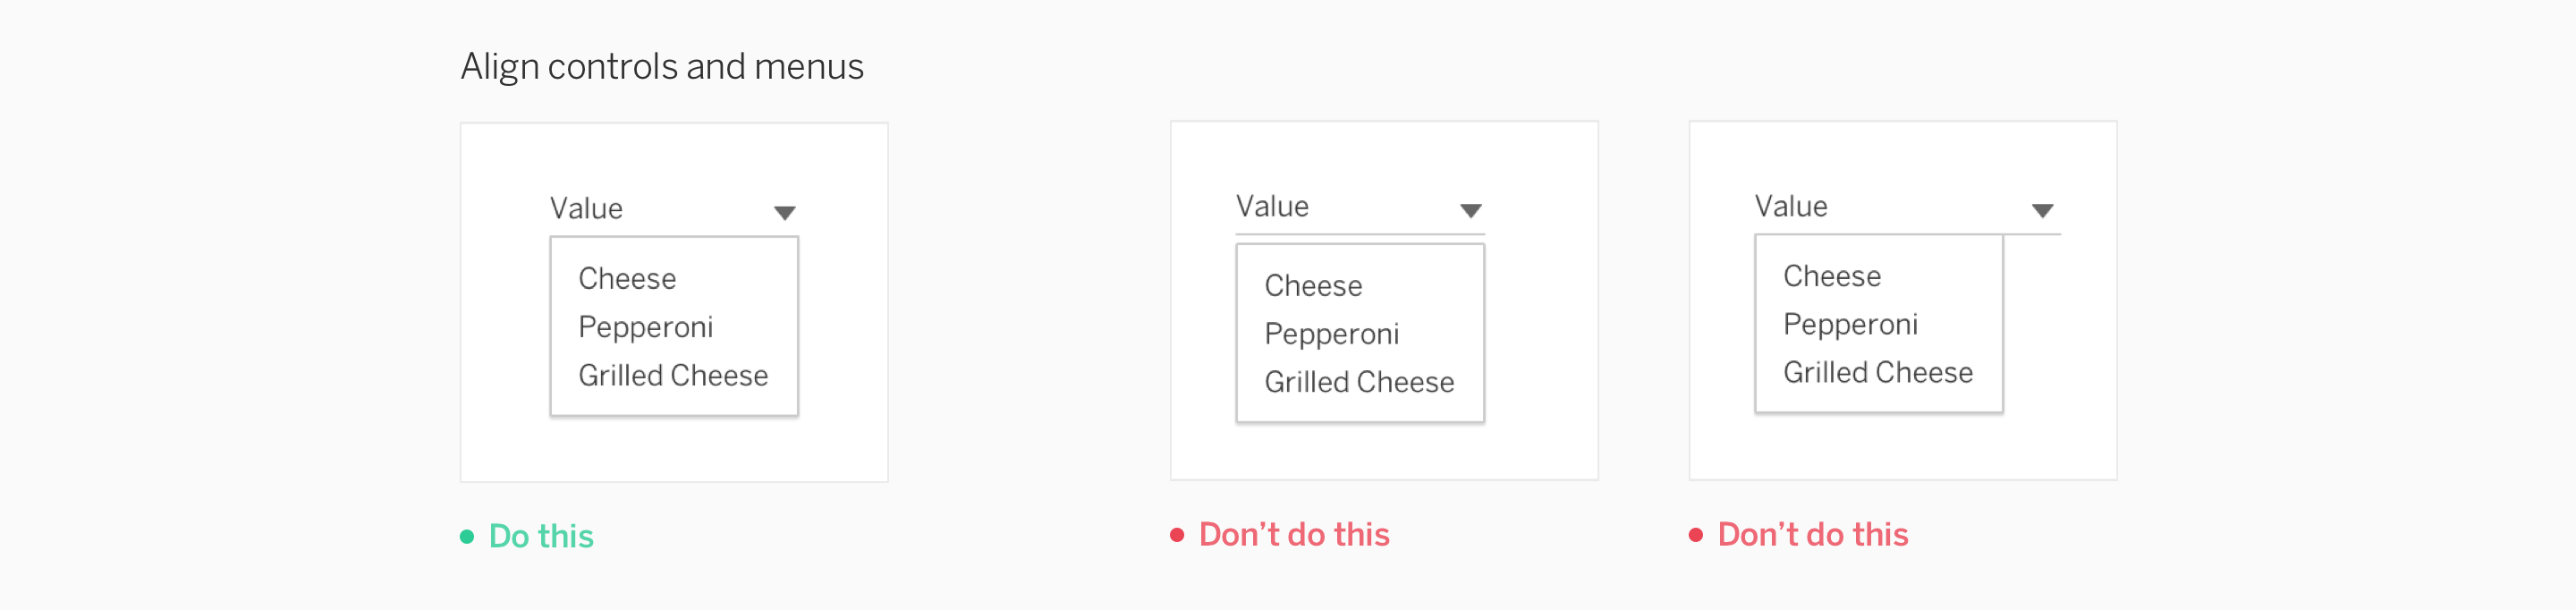 Align controls and menus
Value
Cheese
Pepperoni
Grilled Cheese
Do this
Value
Cheese
Pepperoni
Grilled Cheese
Don’t do this
Value
Cheese
Pepperoni
Grilled Cheese
Don’t do this